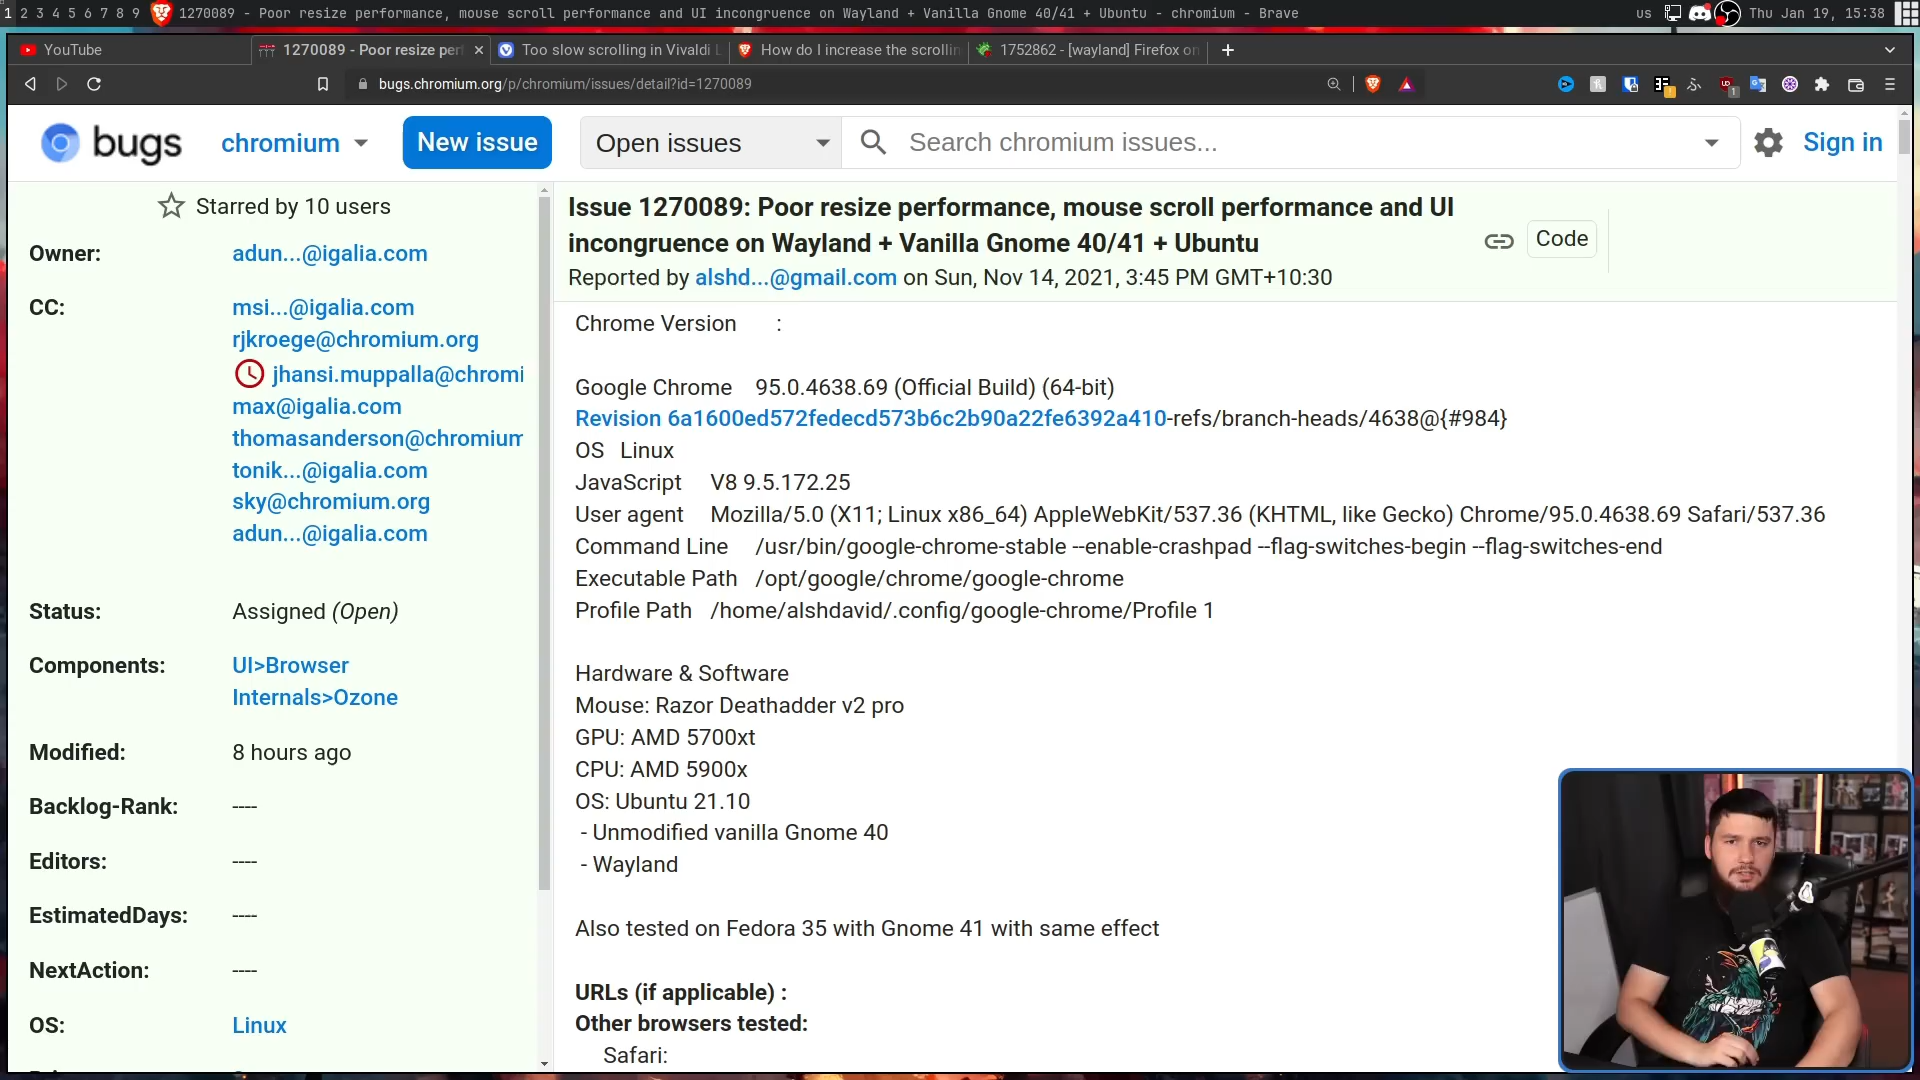 1 2 3 4 5 6 7 8 9 1270089 - Poor resize performance, mouse scroll performance and UI incongruence on Wayland + Vanilla Gnome 40/41 + Ubuntu - chromium - Brave us Thu Jan 19, 15:38
YouTube 1270089 - Poor resize per Too slow scrolling in Vivaldi How do I increase the scrollin 1752862 - [wayland] Firefox on
bugs.chromium.org/p/chromium/issues/detail?id=1270089
bugs chromium New issue Open issues Search chromium issues... Sign in
Starred by 10 users
Owner: adun...@igalia.com
CC: msi...@igalia.com
rjkroege@chromium.org
jhansi.muppalla@chromi
max@igalia.com
thomasanderson@chromium
tonik...@igalia.com
sky@chromium.org
adun...@igalia.com
Status: Assigned (Open)
Components: UI>Browser
Internals>Ozone
Modified: 8 hours ago
Backlog-Rank: ----
Editors: ----
EstimatedDays: ----
NextAction: ----
OS: Linux
Issue 1270089: Poor resize performance, mouse scroll performance and UI
incongruence on Wayland + Vanilla Gnome 40/41 + Ubuntu
Code
Reported by alshd...@gmail.com on Sun, Nov 14, 2021, 3:45 PM GMT+10:30
Chrome Version :
Google Chrome 95.0.4638.69 (Official Build) (64-bit)
Revision 6a1600ed572fedecd573b6c2b90a22fe6392a410-refs/branch-heads/4638@{#984}
OS Linux
JavaScript V8 9.5.172.25
User agent Mozilla/5.0 (X11; Linux x86_64) AppleWebKit/537.36 (KHTML, like Gecko) Chrome/95.0.4638.69 Safari/537.36
Command Line /usr/bin/google-chrome-stable --enable-crashpad --flag-switches-begin --flag-switches-end
Executable Path /opt/google/chrome/google-chrome
Profile Path /home/alshdavid/.config/google-chrome/Profile 1
Hardware & Software
Mouse: Razor Deathadder v2 pro
GPU: AMD 5700xt
CPU: AMD 5900x
OS: Ubuntu 21.10
- Unmodified vanilla Gnome 40
- Wayland
Also tested on Fedora 35 with Gnome 41 with same effect
URLs (if applicable) :
Other browsers tested:
Safari: